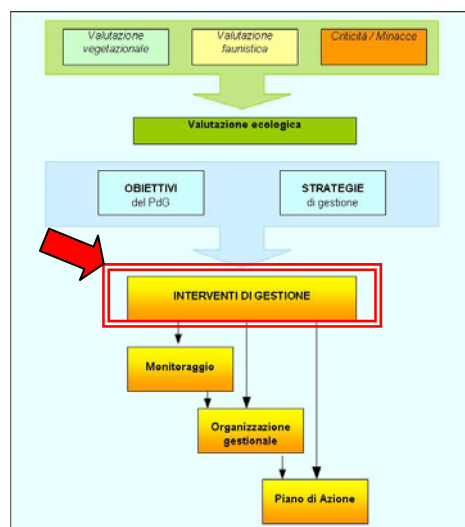 Valutazione
vegetazionale
Valutazione
faunistica
Criticità / Minacce
Valutazione ecologica
OBIETTIVI
del PdG
STRATEGIE
di gestione
INTERVENTI DI GESTIONE
Monitoraggio
Organizzazione
gestionale
Piano di Azione